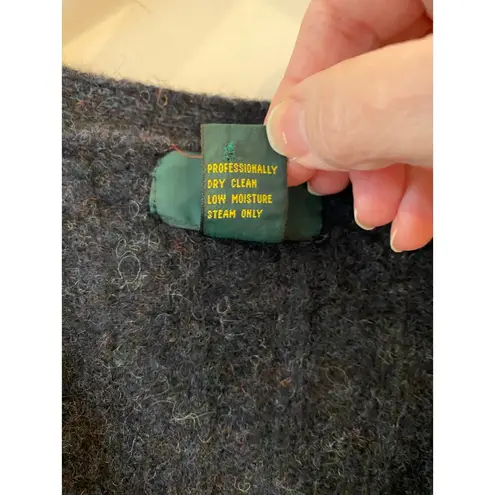 PROFESSIONALLY
DRY CLEAN
LOW MOISTURE
STEAM ONLY